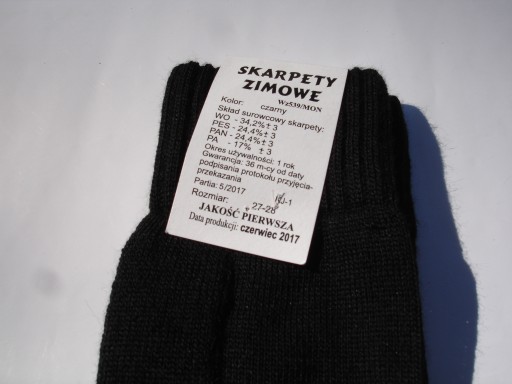 SKARPETY
ZIMOWE
Wz539/MON
Kolor: czarny
Skład surowcowy skarpety:
WO - 34,2% ± 3
PES - 24,4% ± 3
PAN - 24,4% ± 3
PA - 17% ± 3
Okres używalności: 1 rok
Gwarancja: 36 m-cy od daty
podpisania protokołu przyjęcia-
przekazania
Partia: 5/2017
Rozmiar: 27-28
JAKOŚĆ PIERWSZA
Data produkcji: czerwiec 2017